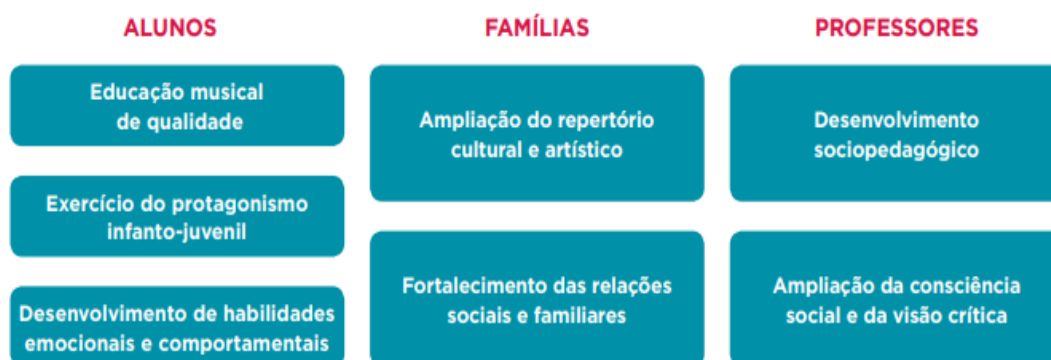 ALUNOS
Educação musical
de qualidade
Exercício do protagonismo
infanto-juvenil
Desenvolvimento de habilidades
emocionais e comportamentais
FAMÍLIAS
Ampliação do repertório
cultural e artístico
Fortalecimento das relações
sociais e familiares
PROFESSORES
Desenvolvimento
sociopedagógico
Ampliação da consciência
social e da visão crítica